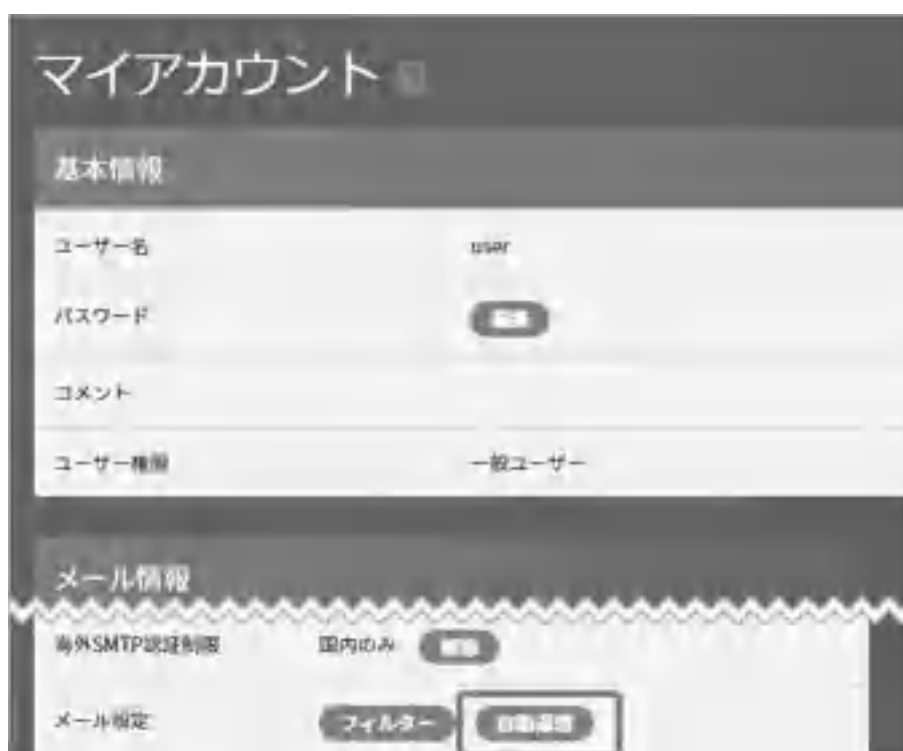 マイアカウント
基本情報
ユーザー名 user
パスワード
コメント
ユーザー権限 一般ユーザー
メール情報
海外SMTP認証制限 国内のみ
メール設定 フィルター 自動返信